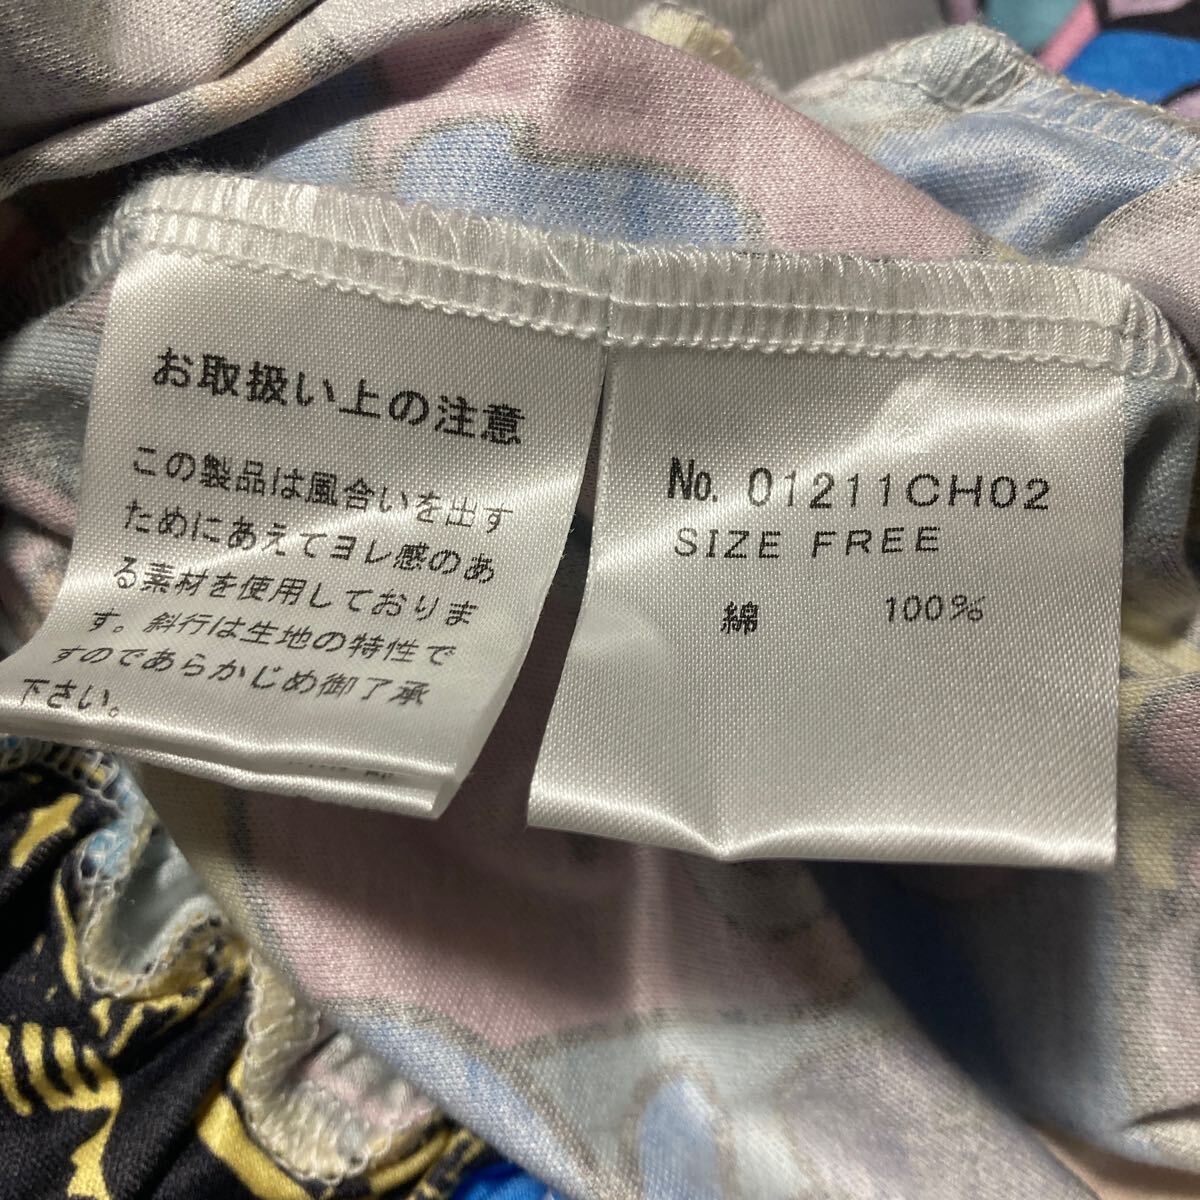 お取扱い上の注意
この製品は風合いを出す
ためにあえてヨレ感のあ
る素材を使用しておりま
す。斜行は生地の特性で
すのであらかじめ御了承
下さい。
No. 01211CH02
SIZE FREE
綿 100%